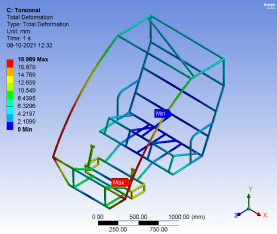 Ansys
C: Torsional
Total Deformation
Type: Total Deformation
Unit: mm
Time: 1 s
08-10-2021 12:32
18.989 Max
16.879
14.769
12.659
10.549
8.4395
6.3296
4.2197
2.1099
0 Min
Min
Max
0.00 500.00 1000.00 (mm)
250.00 750.00
Y
Z X